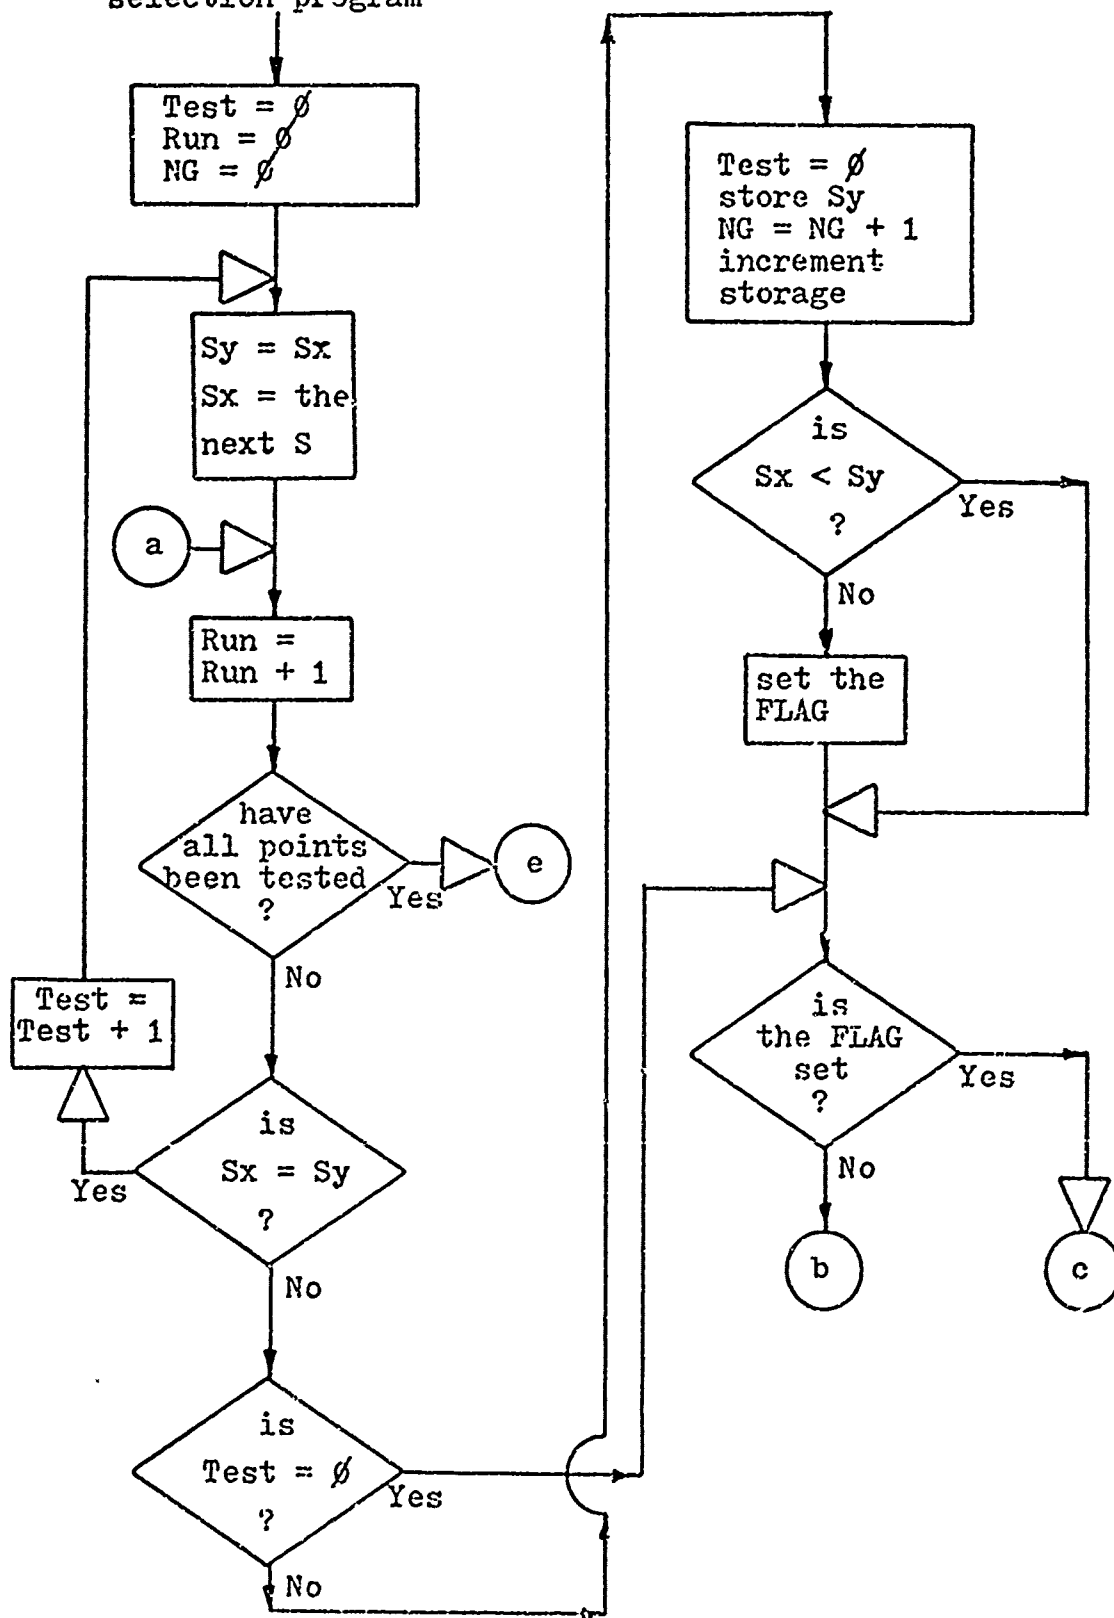 selection program
Test = ∅
Run = ∅
NG = ∅
Sy = Sx
Sx = the
next S
a
Run =
Run + 1
have
all points
been tested
?
Yes
e
No
Test =
Test + 1
is
Sx = Sy
?
Yes
No
is
Test = ∅
?
Yes
No
Test = ∅
store Sy
NG = NG + 1
increment
storage
is
Sx < Sy
?
Yes
No
set the
FLAG
is
the FLAG
set
?
Yes
No
b
c